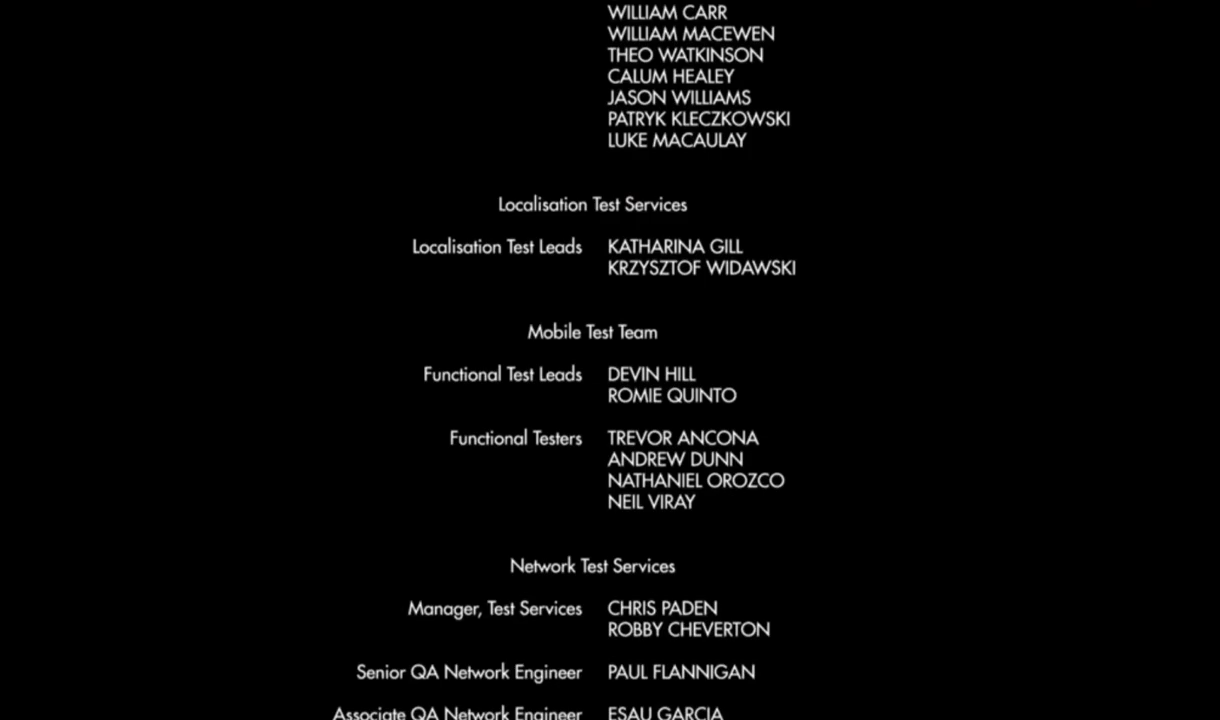 WILLIAM CARR
WILLIAM MACEWEN
THEO WATKINSON
CALUM HEALEY
JASON WILLIAMS
PATRYK KLECZKOWSKI
LUKE MACAULAY
Localisation Test Services
Localisation Test Leads KATHARINA GILL
KRZYSZTOF WIDAWSKI
Mobile Test Team
Functional Test Leads DEVIN HILL
ROMIE QUINTO
Functional Testers TREVOR ANCONA
ANDREW DUNN
NATHANIEL OROZCO
NEIL VIRAY
Network Test Services
Manager, Test Services CHRIS PADEN
ROBBY CHEVERTON
Senior QA Network Engineer PAUL FLANNIGAN
Associate QA Network Engineer ESAU GARCIA